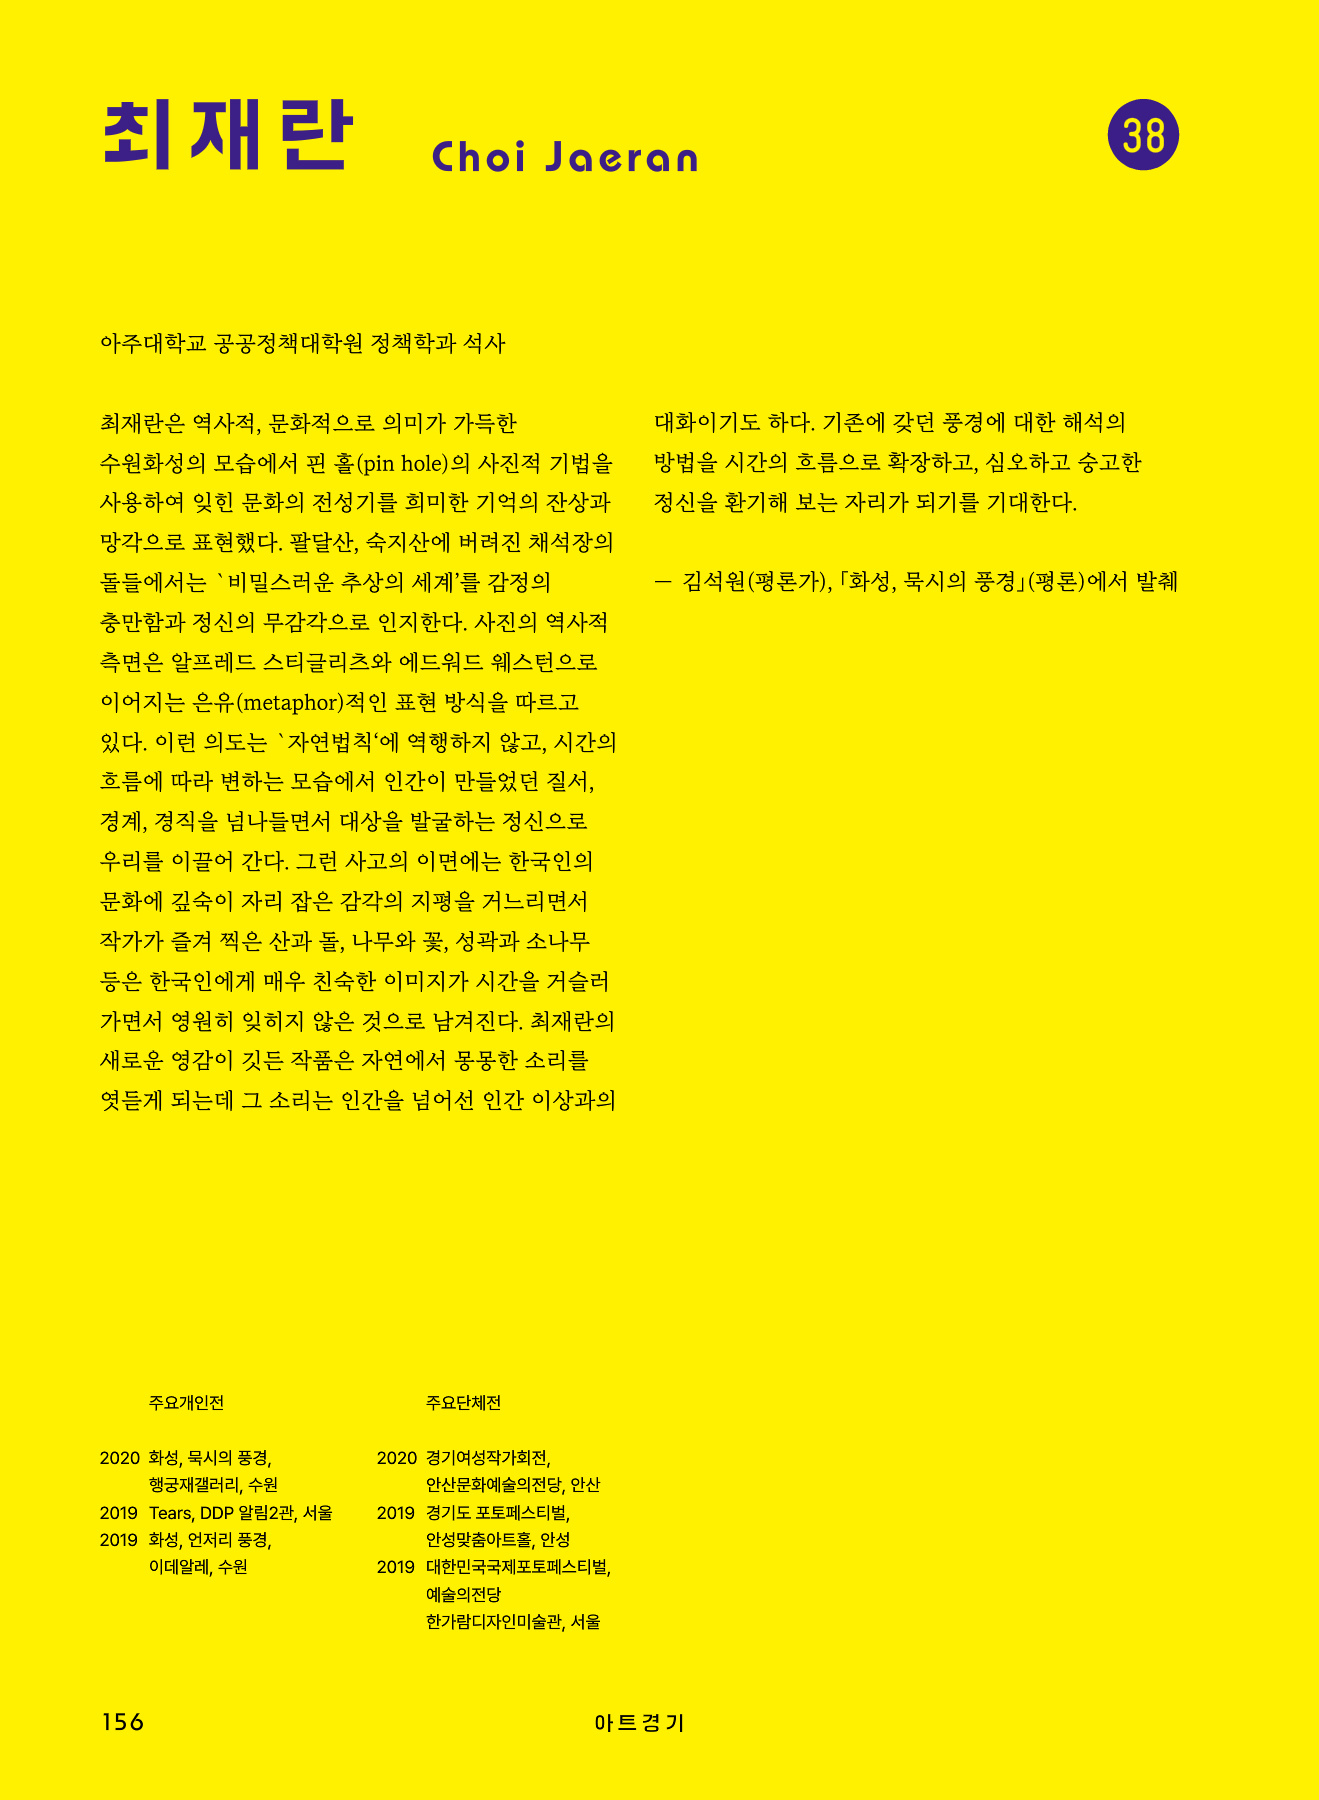 최재란
Choi Jaeran
38
아주대학교 공공정책대학원 정책학과 석사
최재란은 역사적, 문화적으로 의미가 가득한
수원화성의 모습에서 핀 홀(pin hole)의 사진적 기법을
사용하여 잊힌 문화의 전성기를 희미한 기억의 잔상과
망각으로 표현했다. 팔달산, 숙지산에 버려진 채석장의
돌들에서는 `비밀스러운 추상의 세계’를 감정의
충만함과 정신의 무감각으로 인지한다. 사진의 역사적
측면은 알프레드 스티글리츠와 에드워드 웨스턴으로
이어지는 은유(metaphor)적인 표현 방식을 따르고
있다. 이런 의도는 `자연법칙‘에 역행하지 않고, 시간의
흐름에 따라 변하는 모습에서 인간이 만들었던 질서,
경계, 경직을 넘나들면서 대상을 발굴하는 정신으로
우리를 이끌어 간다. 그런 사고의 이면에는 한국인의
문화에 깊숙이 자리 잡은 감각의 지평을 거느리면서
작가가 즐겨 찍은 산과 돌, 나무와 꽃, 성곽과 소나무
등은 한국인에게 매우 친숙한 이미지가 시간을 거슬러
가면서 영원히 잊히지 않은 것으로 남겨진다. 최재란의
새로운 영감이 깃든 작품은 자연에서 몽롱한 소리를
엿듣게 되는데 그 소리는 인간을 넘어선 인간 이상과의
대화이기도 하다. 기존에 갖던 풍경에 대한 해석의
방법을 시간의 흐름으로 확장하고, 심오하고 숭고한
정신을 환기해 보는 자리가 되기를 기대한다.
— 김석원(평론가), 「화성, 묵시의 풍경」(평론)에서 발췌
주요개인전
2020 화성, 묵시의 풍경,
행궁재갤러리, 수원
2019 Tears, DDP 알림2관, 서울
2019 화성, 언저리 풍경,
이데알레, 수원
주요단체전
2020 경기여성작가회전,
안산문화예술의전당, 안산
2019 경기도 포토페스티벌,
안성맞춤아트홀, 안성
2019 대한민국국제포토페스티벌,
예술의전당
한가람디자인미술관, 서울
156
아트경기